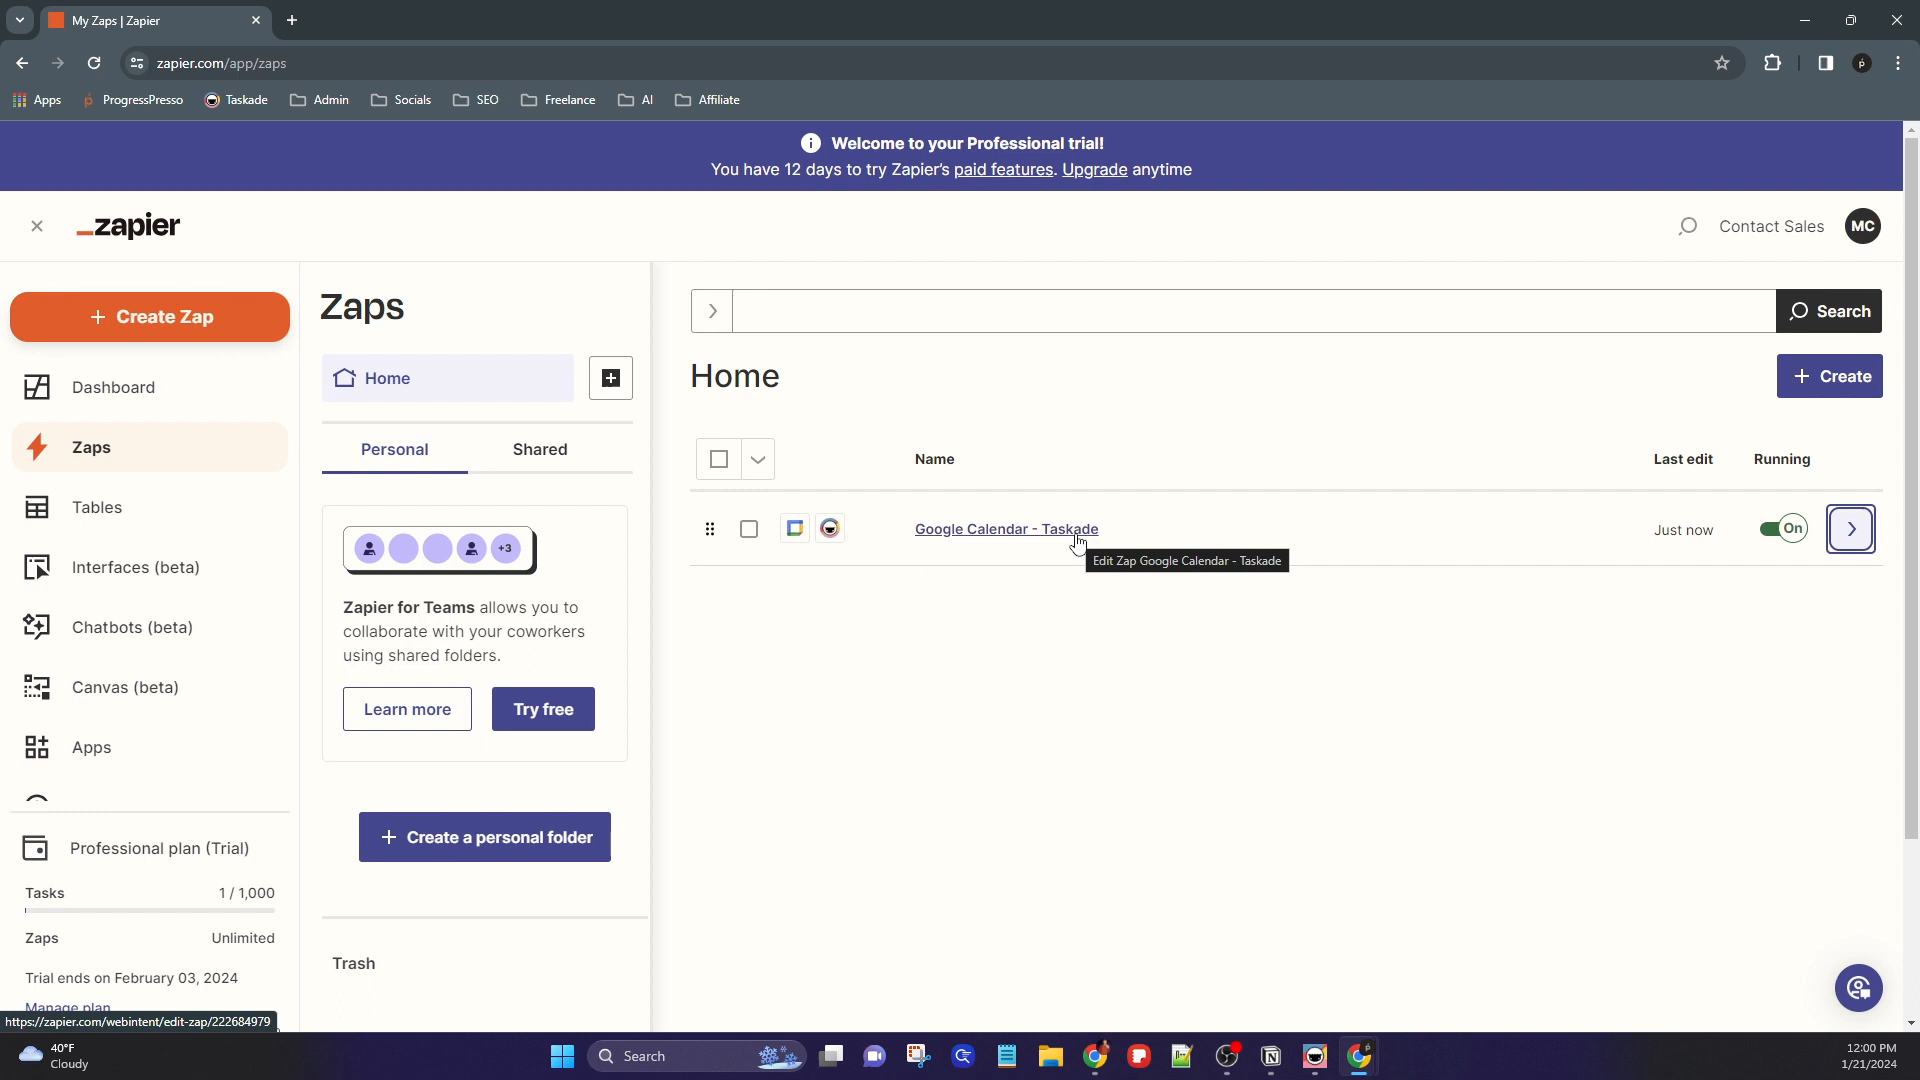 My Zaps | Zapier
zapier.com/app/zaps
Apps
ProgressPresso
Taskade
Admin
Socials
SEO
Freelance
AI
Affiliate
Welcome to your Professional trial!
You have 12 days to try Zapier's paid features. Upgrade anytime
_zapier
Contact Sales
MC
+ Create Zap
Dashboard
Zaps
Tables
Interfaces (beta)
Chatbots (beta)
Canvas (beta)
Apps
Professional plan (Trial)
Tasks 1 / 1,000
Zaps Unlimited
Trial ends on February 03, 2024
Manage plan
https://zapier.com/webintent/edit-zap/222684979
Zaps
Home
Personal
Shared
+3
Zapier for Teams allows you to
collaborate with your coworkers
using shared folders.
Learn more
Try free
+ Create a personal folder
Trash
Search
Home
+ Create
Name
Last edit
Running
Google Calendar - Taskade
Just now
On
Edit Zap Google Calendar - Taskade
40°F
Cloudy
Search
12:00 PM
1/21/2024